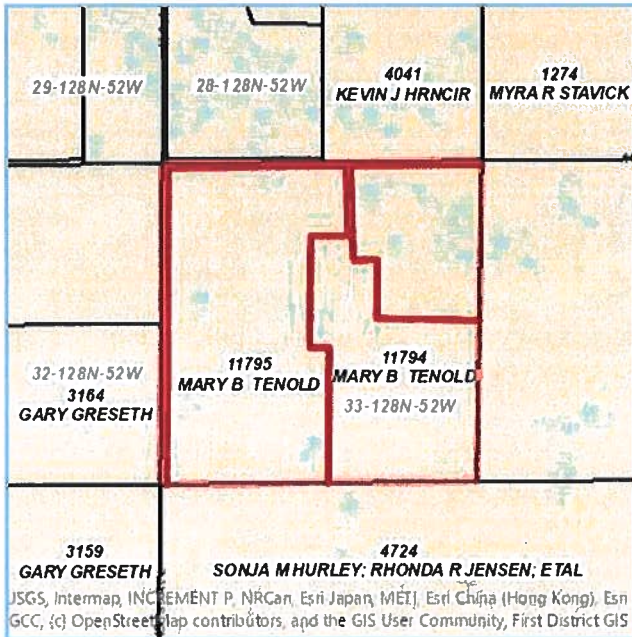 29-128N-52W
28-128N-52W
4041
KEVIN J HRNCIR
1274
MYRA R STAVICK
11795
MARY B TENOLD
11794
MARY B TENOLD
33-128N-52W
32-128N-52W
3164
GARY GRESETH
3159
GARY GRESETH
4724
SONJA M HURLEY; RHONDA R JENSEN; ETAL
USGS, Intermap, INCREMENT P, NRCan, Esri Japan, METI, Esri China (Hong Kong), Esri
GCC, (c) OpenStreetMap contributors, and the GIS User Community, First District GIS